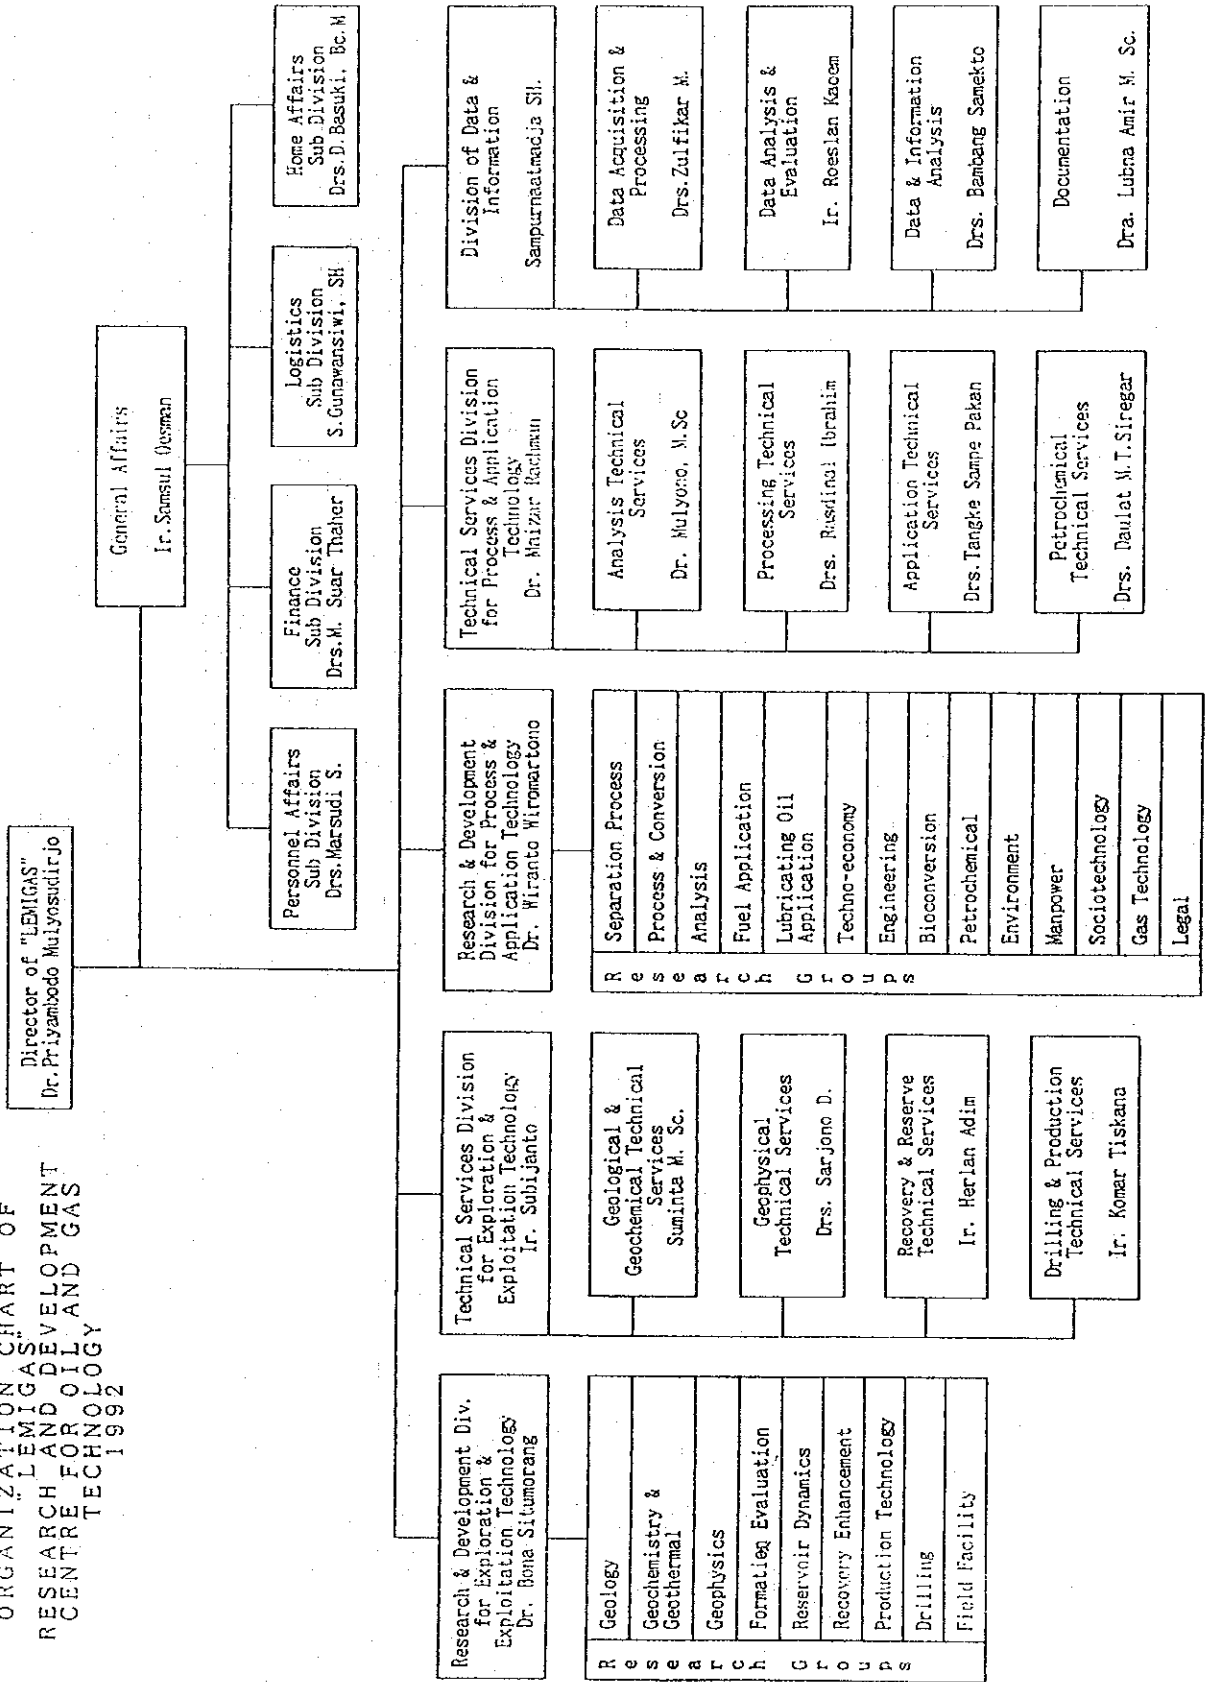 ORGANIZATION CHART OF
"LEMIGAS"
RESEARCH AND DEVELOPMENT
CENTRE FOR OIL AND GAS
TECHNOLOGY
1992
Director of "LEMIGAS"
Dr.Priyambodo Mulyosudirjo
General Affairs
Ir.Samsul Oesman
Personnel Affairs
Sub Division
Drs.Marsudi S.
Finance
Sub Division
Drs.M. Suar Thaher
Logistics
Sub Division
S.Gunawansiwi, SH
Home Affairs
Sub Division
Drs.D.Basuki, Bc.M
Research & Development Div.
for Exploration &
Exploitation Technology
Dr. Bona Situmorang
Research Groups
Geology
Geochemistry &
Geothermal
Geophysics
Formation Evaluation
Reservoir Dynamics
Recovery Enhancement
Production Technology
Drilling
Field Facility
Technical Services Division
for Exploration &
Exploitation Technology
Ir. Subijanto
Geological &
Geochemical Technical
Services
Suminta M. Sc.
Geophysical
Technical Services
Drs. Sarjono D.
Recovery & Reserve
Technical Services
Ir. Herlan Adim
Drilling & Production
Technical Services
Ir. Komar Tiskana
Research & Development
Division for Process &
Application Technology
Dr. Wiranto Wiromartono
Research Groups
Separation Process
Process & Conversion
Analysis
Fuel Application
Lubricating Oil
Application
Techno-economy
Engineering
Bioconversion
Petrochemical
Environment
Manpower
Sociotechnology
Gas Technology
Legal
Technical Services Division
for Process & Application
Technology
Dr. Maizar Rachman
Analysis Technical
Services
Dr. Mulyono, M.Sc
Processing Technical
Services
Drs. Rasdinal Ibrahim
Application Technical
Services
Drs.Tangke Sampe Pakan
Petrochemical
Technical Services
Drs. Daulat M.T.Siregar
Division of Data &
Information
Sampurnaatmadja SH.
Data Acquisition &
Processing
Drs.Zulfikar M.
Data Analysis &
Evaluation
Ir. Roeslan Kacem
Data & Information
Analysis
Drs. Bambang Samekto
Documentation
Dra. Lubna Amir M. Sc.